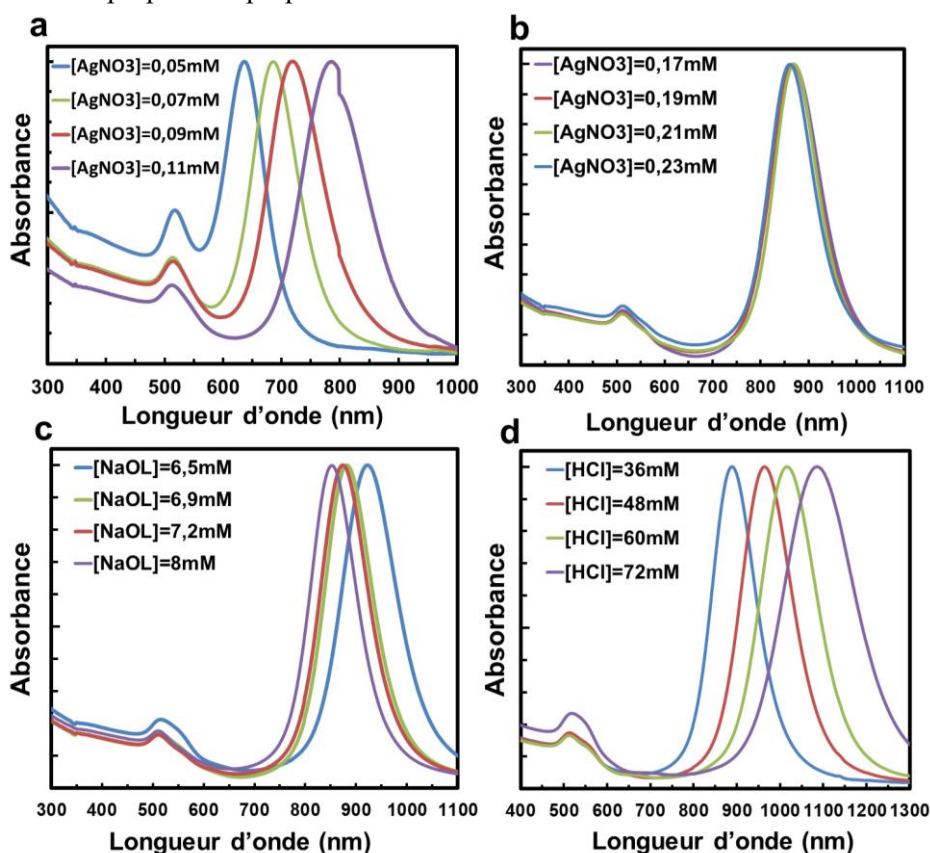 a
[AgNO3]=0,05mM
[AgNO3]=0,07mM
[AgNO3]=0,09mM
[AgNO3]=0,11mM
Absorbance
300 400 500 600 700 800 900 1000
Longueur d'onde (nm)
b
[AgNO3]=0,17mM
[AgNO3]=0,19mM
[AgNO3]=0,21mM
[AgNO3]=0,23mM
Absorbance
300 400 500 600 700 800 900 1000 1100
Longueur d'onde (nm)
c
[NaOL]=6,5mM
[NaOL]=6,9mM
[NaOL]=7,2mM
[NaOL]=8mM
Absorbance
300 400 500 600 700 800 900 1000 1100
Longueur d'onde (nm)
d
[HCl]=36mM
[HCl]=48mM
[HCl]=60mM
[HCl]=72mM
Absorbance
400 500 600 700 800 900 1000 1100 1200 1300
Longueur d'onde (nm)